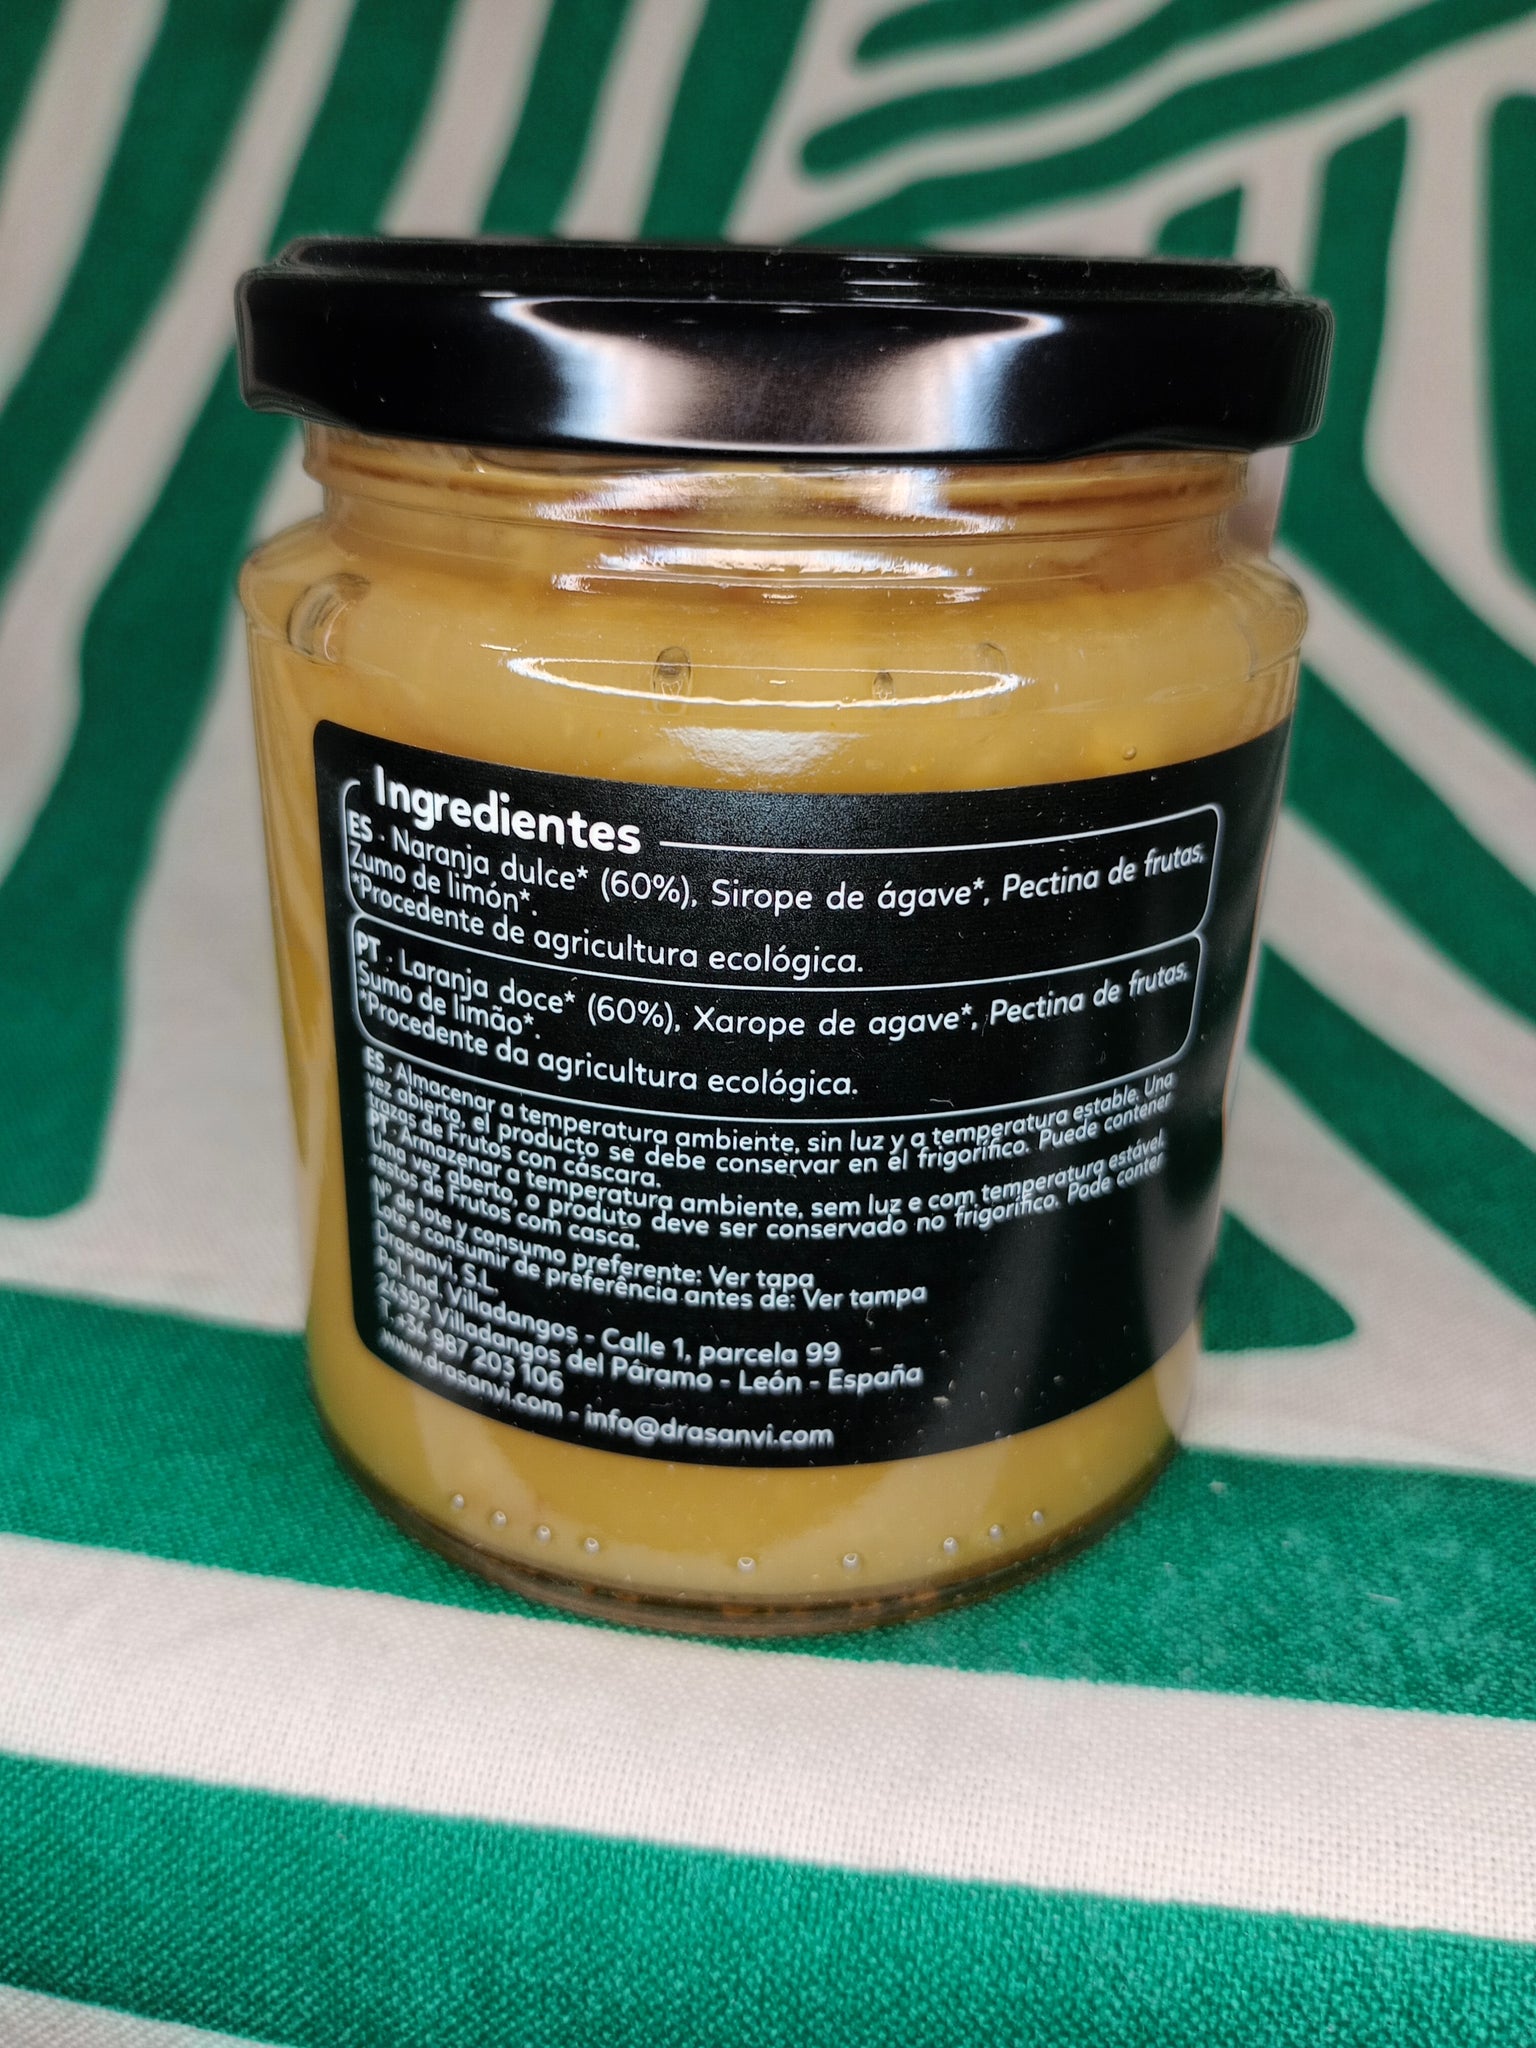 Ingredientes
ES · Naranja dulce* (60%), Sirope de ágave*, Pectina de frutas,
Zumo de limón*.
*Procedente de agricultura ecológica.
PT · Laranja doce* (60%), Xarope de agave*, Pectina de frutas,
Sumo de limão*.
*Procedente da agricultura ecológica.
ES · Almacenar a temperatura ambiente, sin luz y a temperatura estable. Una
vez abierto, el producto se debe conservar en el frigorífico. Puede contener
trazas de Frutos con cáscara.
PT · Armazenar a temperatura ambiente, sem luz e com temperatura estável.
Uma vez aberto, o produto deve ser conservado no frigorífico. Pode conter
restos de Frutos com casca.
Nº de lote y consumo preferente: Ver tapa
Lote e consumir de preferência antes de: Ver tampa
Drasanvi, S.L.
Pol. Ind. Villadangos - Calle 1, parcela 99
24392 Villadangos del Páramo - León - España
T. +34 987 203 106
www.drasanvi.com - info@drasanvi.com